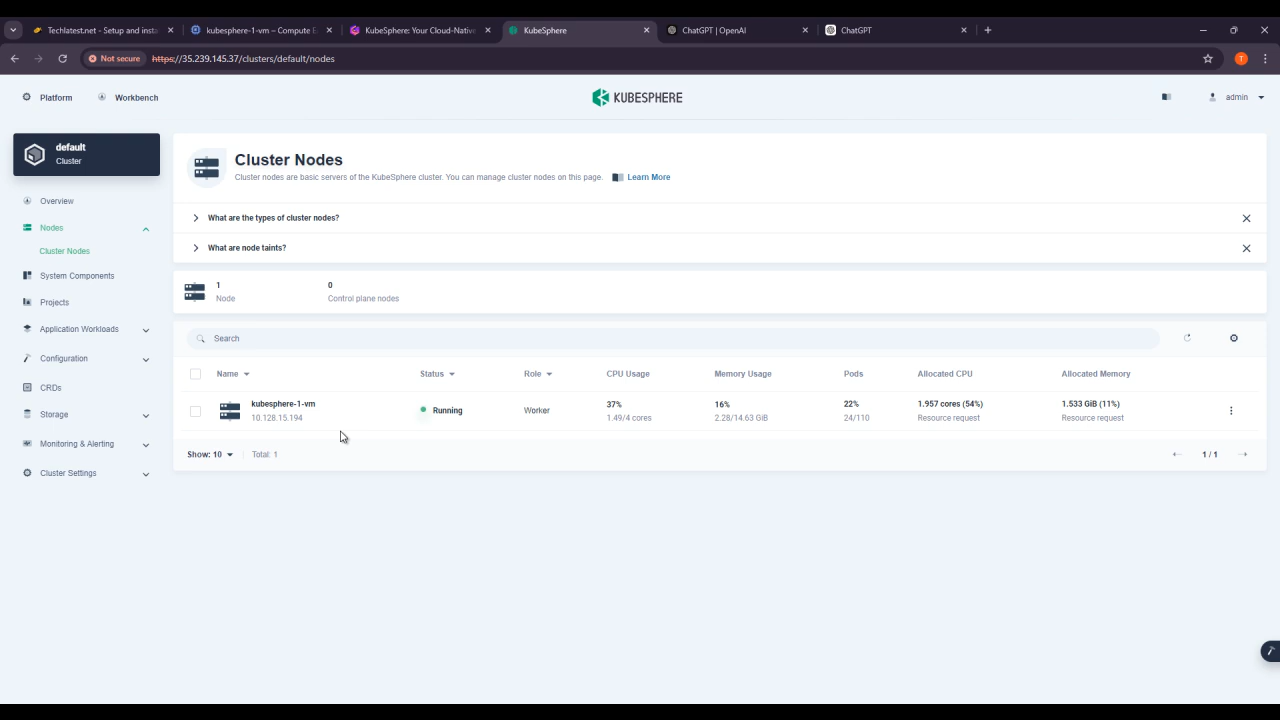 Techlatest.net - Setup and insta
kubesphere-1-vm – Compute E
KubeSphere: Your Cloud-Native
KubeSphere
ChatGPT | OpenAI
ChatGPT
Not secure
https://35.239.145.37/clusters/default/nodes
T
Platform
Workbench
KUBESPHERE
admin
default
Cluster
Overview
Nodes
Cluster Nodes
System Components
Projects
Application Workloads
Configuration
CRDs
Storage
Monitoring & Alerting
Cluster Settings
Cluster Nodes
Cluster nodes are basic servers of the KubeSphere cluster. You can manage cluster nodes on this page. Learn More
What are the types of cluster nodes?
What are node taints?
1
Node
0
Control plane nodes
Search
Name Status Role CPU Usage Memory Usage Pods Allocated CPU Allocated Memory
kubesphere-1-vm
10.128.15.194
Running
Worker
37%
1.49/4 cores
16%
2.28/14.63 GiB
22%
24/110
1.957 cores (54%)
Resource request
1.533 GiB (11%)
Resource request
Show: 10
Total: 1
1 / 1